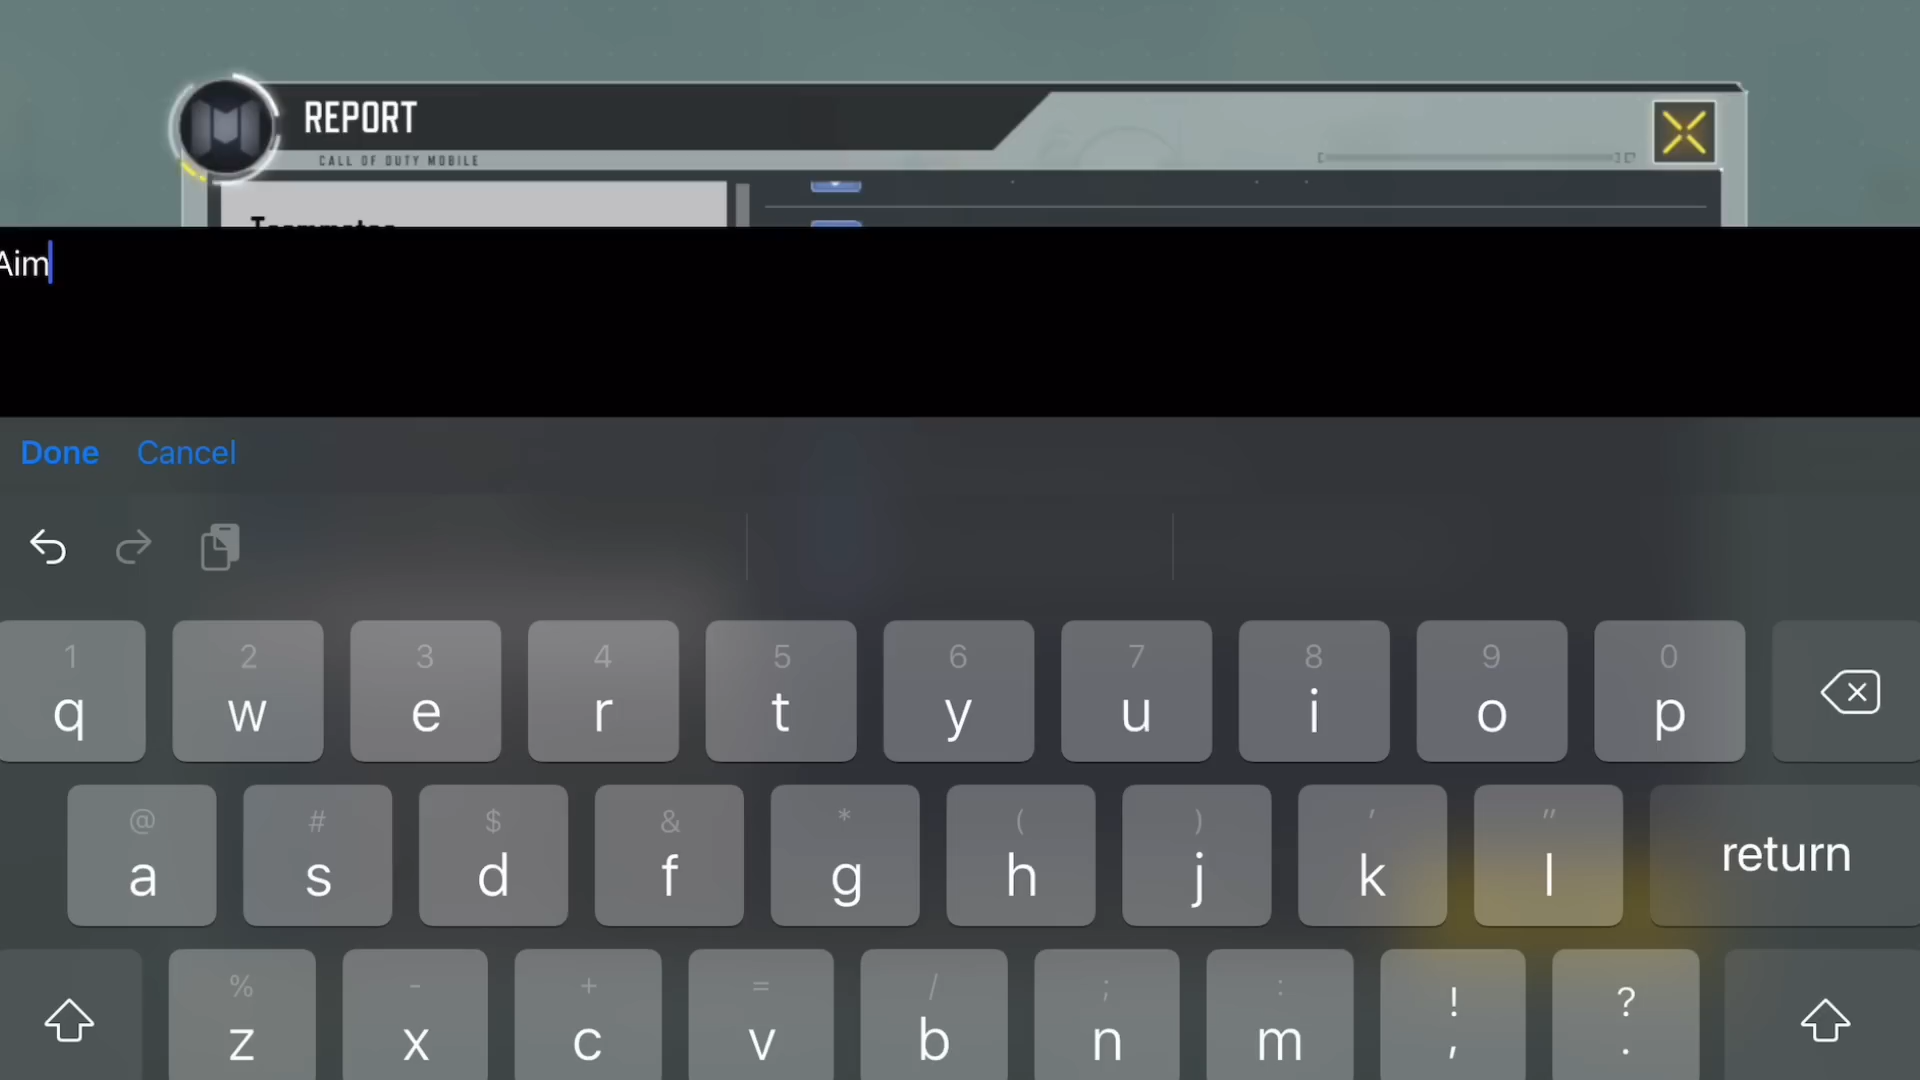 REPORT
CALL OF DUTY MOBILE
Teammates
Aim
Done Cancel
1 2 3 4 5 6 7 8 9 0
q w e r t y u i o p
@ # $ & * ( ) ' "
a s d f g h j k l return
% - + = / ; : ! ?
z x c v b n m , .